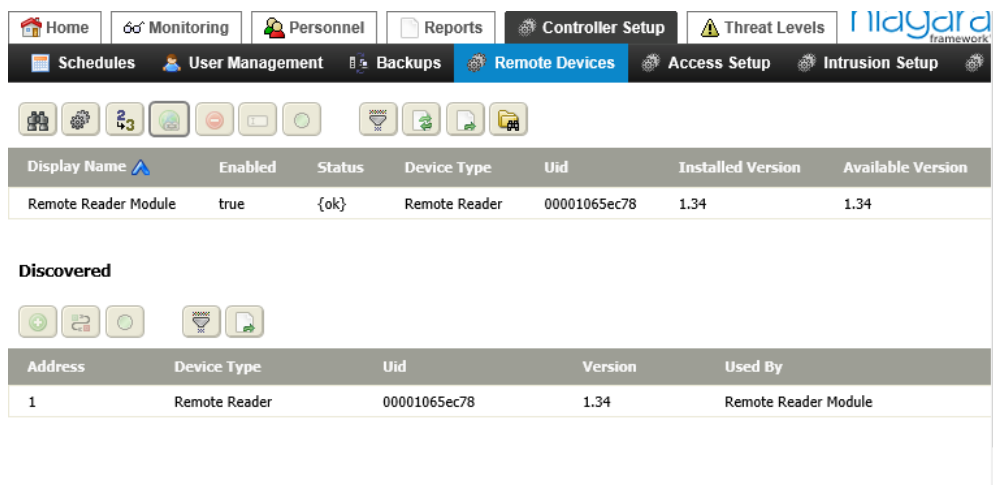 Home Monitoring Personnel Reports Controller Setup Threat Levels niagara
framework
Schedules User Management Backups Remote Devices Access Setup Intrusion Setup
2 3
Display Name Enabled Status Device Type Uid Installed Version Available Version
Remote Reader Module true {ok} Remote Reader 00001065ec78 1.34 1.34
Discovered
Address Device Type Uid Version Used By
1 Remote Reader 00001065ec78 1.34 Remote Reader Module